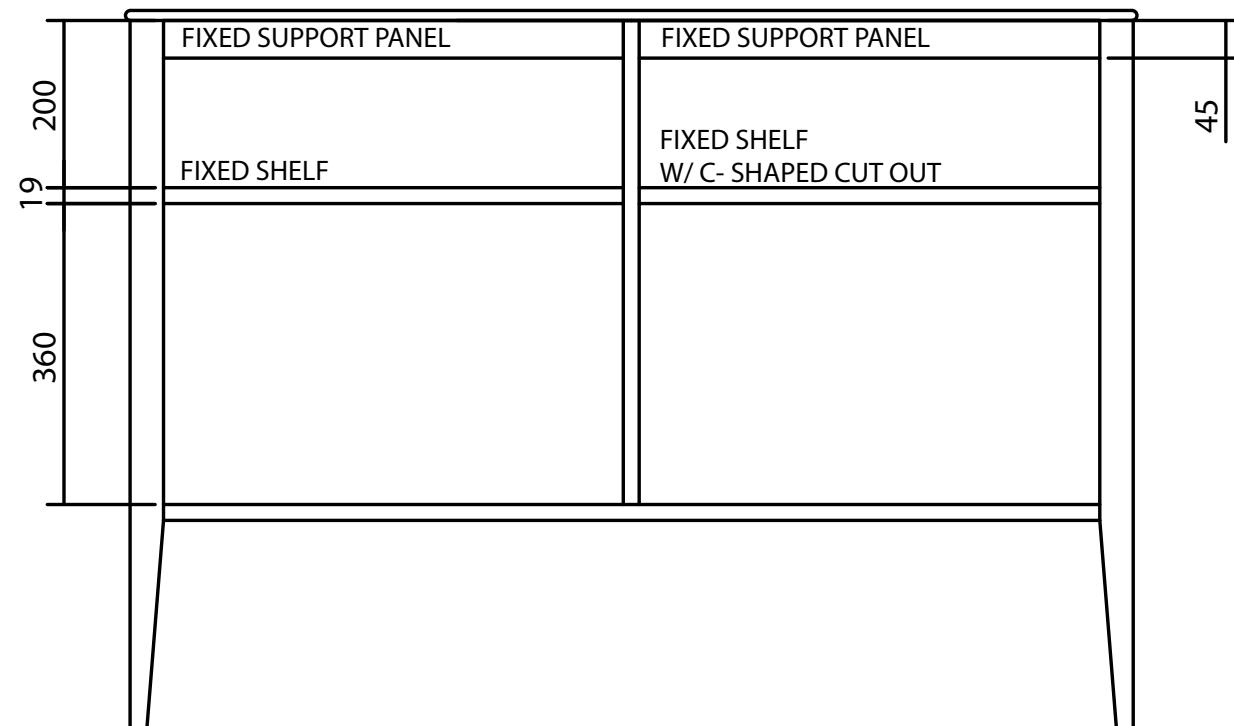 FIXED SUPPORT PANEL
FIXED SUPPORT PANEL
200
45
FIXED SHELF
FIXED SHELF
W/ C- SHAPED CUT OUT
19
360